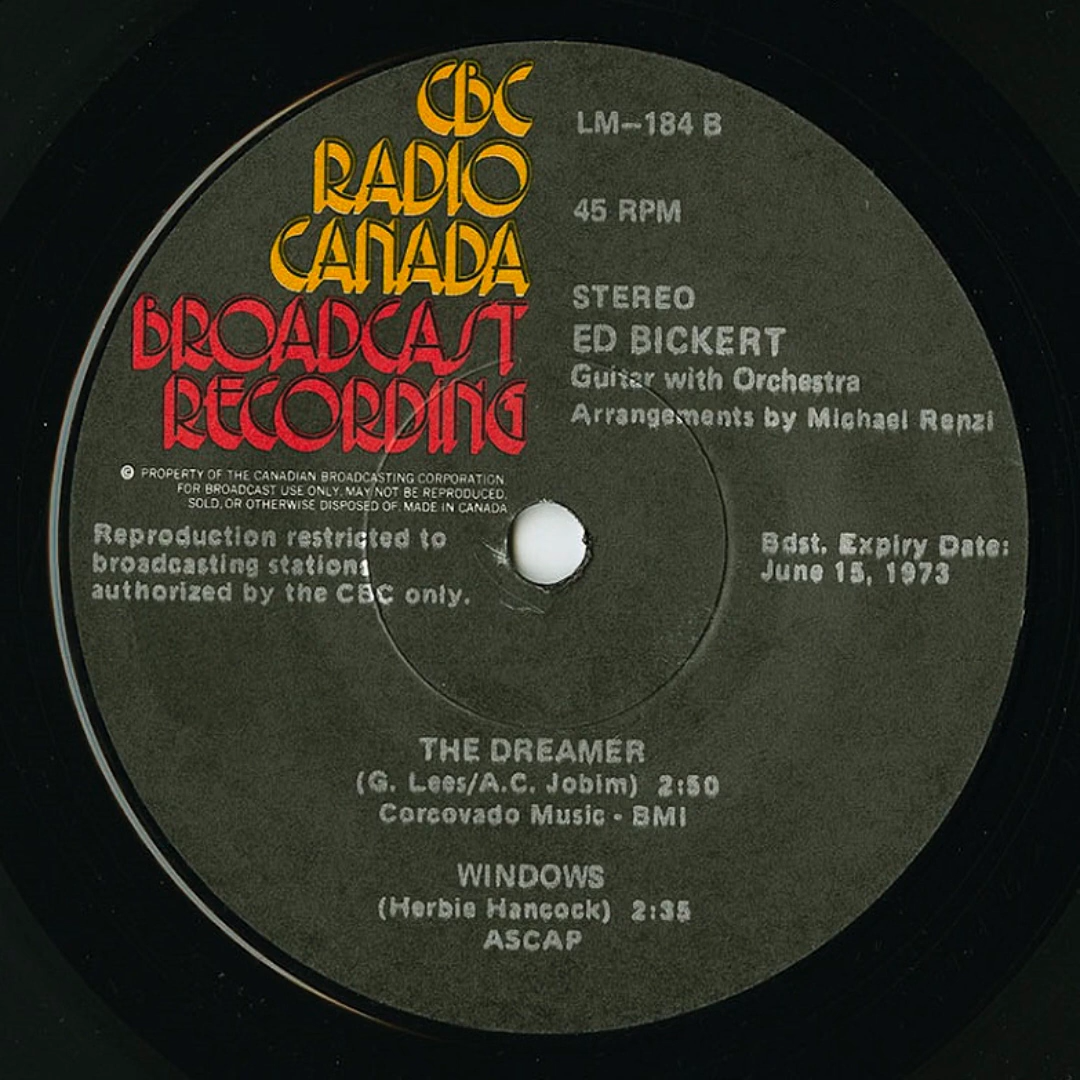 CBC
RADIO
CANADA
BROADCAST
RECORDING
© PROPERTY OF THE CANADIAN BROADCASTING CORPORATION
FOR BROADCAST USE ONLY. MAY NOT BE REPRODUCED.
SOLD, OR OTHERWISE DISPOSED OF. MADE IN CANADA
Reproduction restricted to
broadcasting stations
authorized by the CBC only.
LM-184 B
45 RPM
STEREO
ED BICKERT
Guitar with Orchestra
Arrangements by Michael Renzi
Bdst. Expiry Date:
June 15, 1973
THE DREAMER
(G. Lees/A.C. Jobim) 2:50
Corcovado Music - BMI
WINDOWS
(Herbie Hancock) 2:35
ASCAP